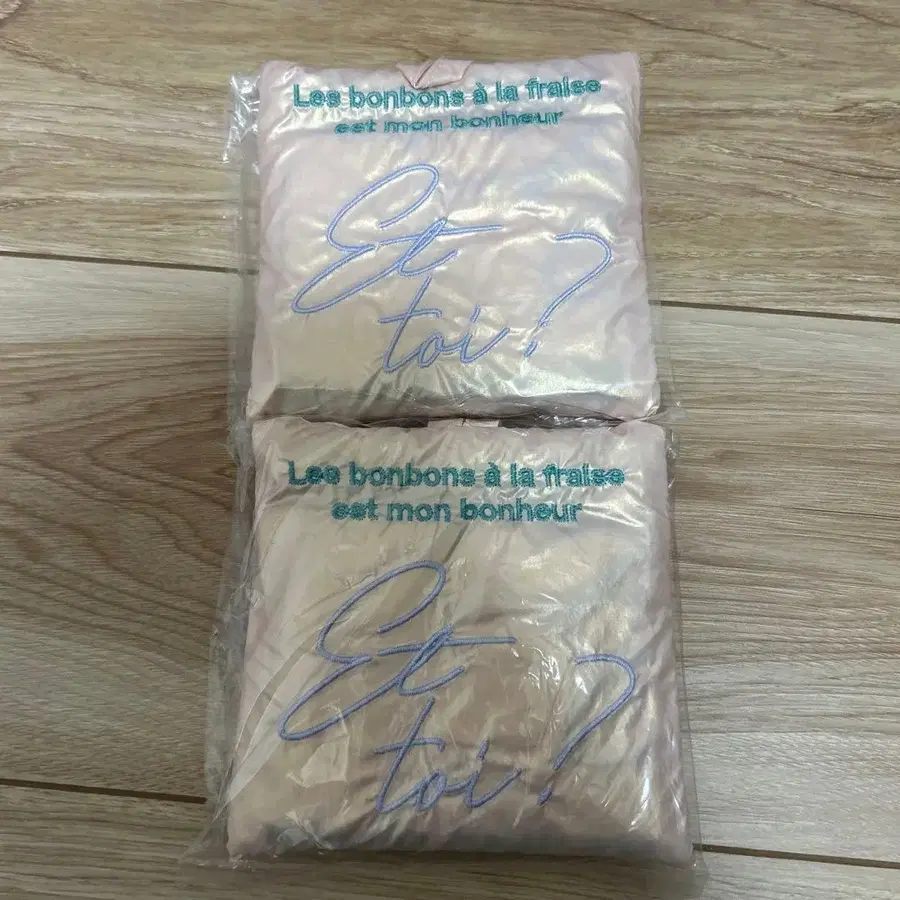 Les bonbons à la fraise
est mon bonheur
Et
toi?
Les bonbons à la fraise
est mon bonheur
Et
toi?